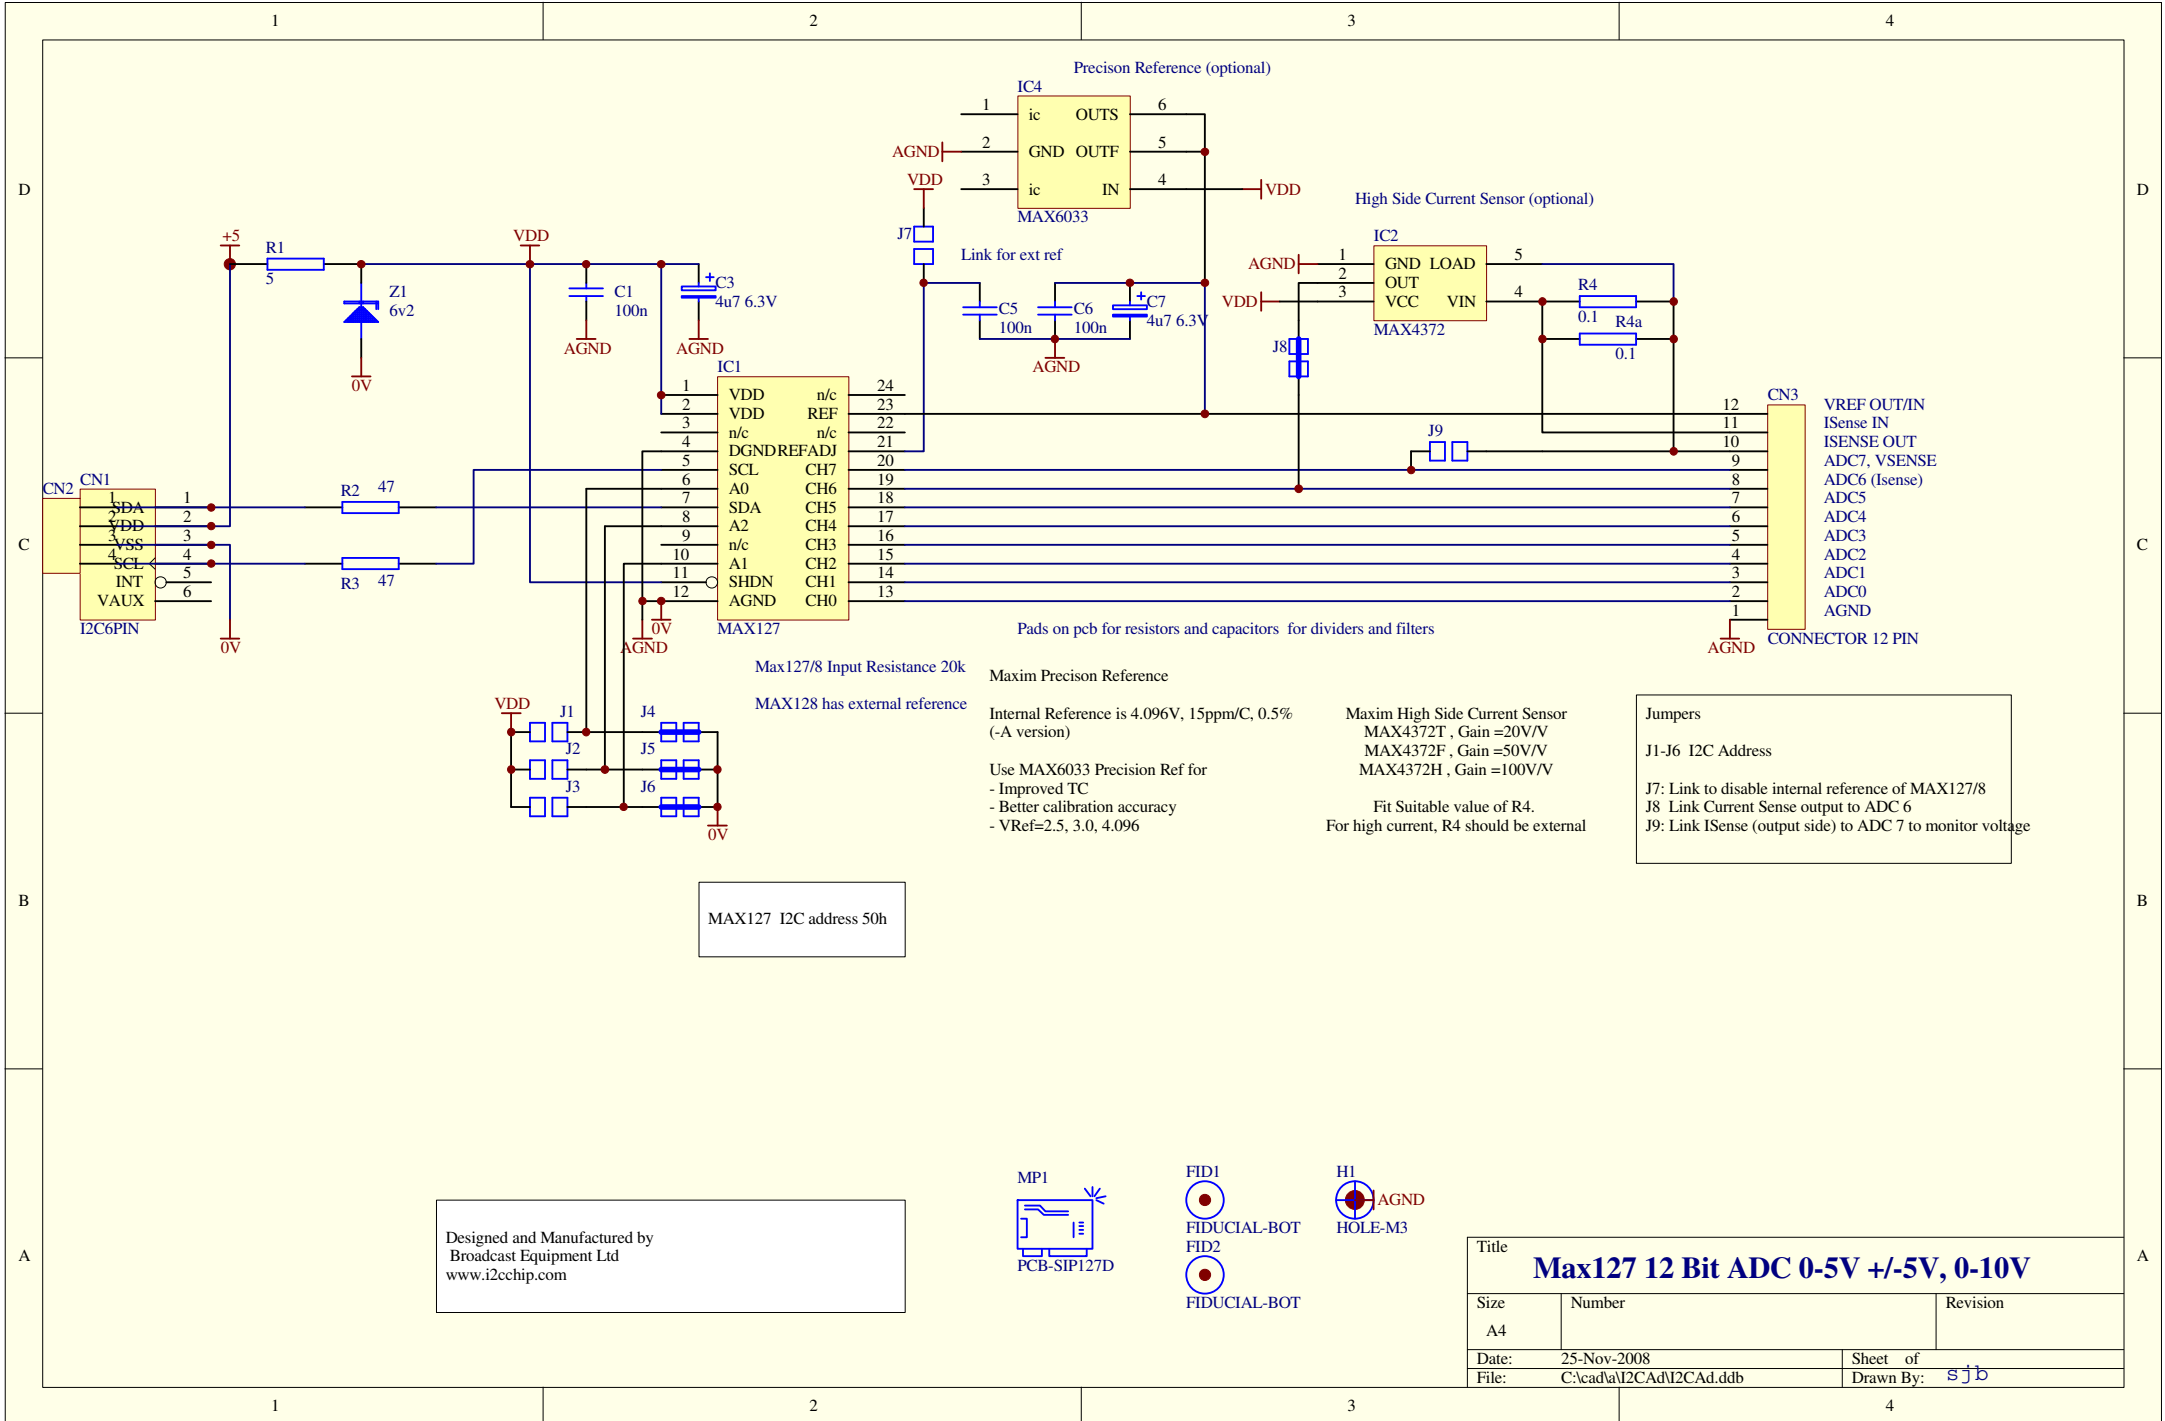 1 2 3 4
Precison Reference (optional)
IC4
1 ic OUTS 6
AGND 2 GND OUTF 5
3 ic IN 4 VDD
MAX6033
VDD
J7
Link for ext ref
High Side Current Sensor (optional)
IC2
AGND 1 GND LOAD 5
2 OUT
VDD 3 VCC VIN 4
MAX4372
R4
0.1
R4a
0.1
J8
D D
+5
R1
5
VDD
Z1
6v2
0V
C1
100n
AGND
+
C3
4u7 6.3V
AGND
C5
100n
C6
100n
+
C7
4u7 6.3V
AGND
IC1
1 VDD n/c 24
2 VDD REF 23
3 n/c n/c 22
4 DGND REFADJ 21
5 SCL CH7 20
6 A0 CH6 19
7 SDA CH5 18
8 A2 CH4 17
9 n/c CH3 16
10 A1 CH2 15
11 SHDN CH1 14
12 AGND CH0 13
MAX127
0V
AGND
J9
CN3
12 VREF OUT/IN
11 ISense IN
10 ISENSE OUT
9 ADC7, VSENSE
8 ADC6 (Isense)
7 ADC5
6 ADC4
5 ADC3
4 ADC2
3 ADC1
2 ADC0
1 AGND
AGND
CONNECTOR 12 PIN
C C
CN2 CN1
1 SDA 1
2 VDD 2
3 VSS 3
4 SCL 4
INT 5
VAUX 6
I2C6PIN
R2 47
R3 47
0V
Pads on pcb for resistors and capacitors for dividers and filters
Max127/8 Input Resistance 20k
MAX128 has external reference
VDD
J1 J4
J2 J5
J3 J6
0V
Maxim Precison Reference
Internal Reference is 4.096V, 15ppm/C, 0.5%
(-A version)
Use MAX6033 Precision Ref for
- Improved TC
- Better calibration accuracy
- VRef=2.5, 3.0, 4.096
Maxim High Side Current Sensor
MAX4372T , Gain =20V/V
MAX4372F , Gain =50V/V
MAX4372H , Gain =100V/V
Fit Suitable value of R4.
For high current, R4 should be external
Jumpers
J1-J6 I2C Address
J7: Link to disable internal reference of MAX127/8
J8 Link Current Sense output to ADC 6
J9: Link ISense (output side) to ADC 7 to monitor voltage
B B
MAX127 I2C address 50h
MP1
PCB-SIP127D
FID1
FIDUCIAL-BOT
FID2
FIDUCIAL-BOT
H1
AGND
HOLE-M3
A A
Designed and Manufactured by
Broadcast Equipment Ltd
www.i2cchip.com
Title
Max127 12 Bit ADC 0-5V +/-5V, 0-10V
Size Number Revision
A4
Date: 25-Nov-2008 Sheet of
File: C:\cad\a\I2CAd\I2CAd.ddb Drawn By: sjb
1 2 3 4